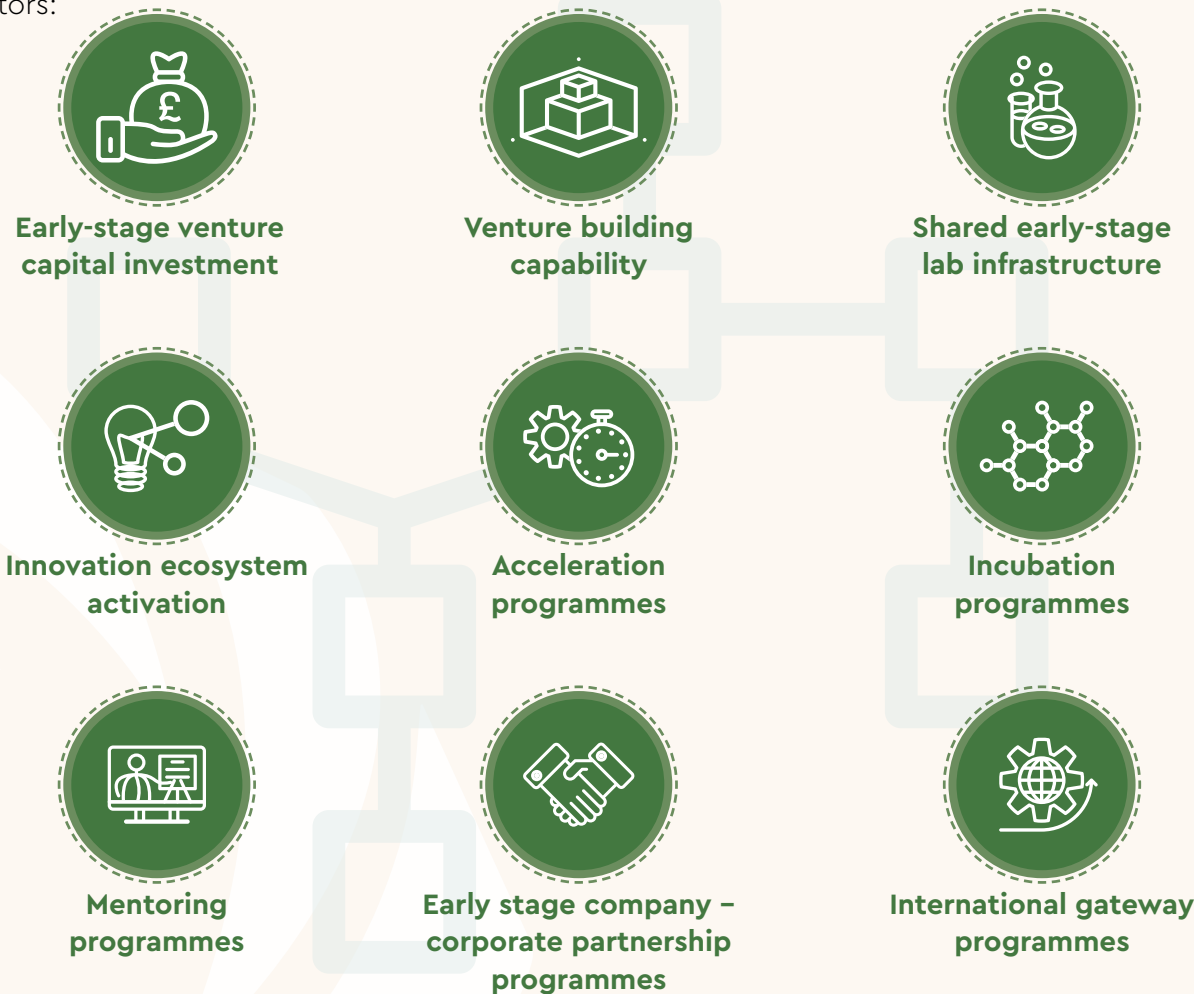 tors:
£
Early-stage venture
capital investment
Venture building
capability
Shared early-stage
lab infrastructure
Innovation ecosystem
activation
Acceleration
programmes
Incubation
programmes
Mentoring
programmes
Early stage company –
corporate partnership
programmes
International gateway
programmes